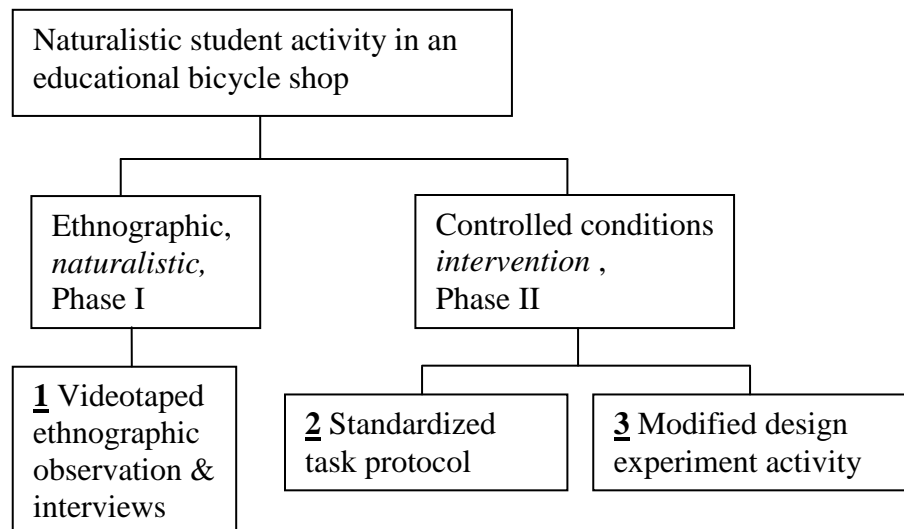 Naturalistic student activity in an
educational bicycle shop
Ethnographic,
naturalistic,
Phase I
Controlled conditions
intervention ,
Phase II
1 Videotaped
ethnographic
observation &
interviews
2 Standardized
task protocol
3 Modified design
experiment activity